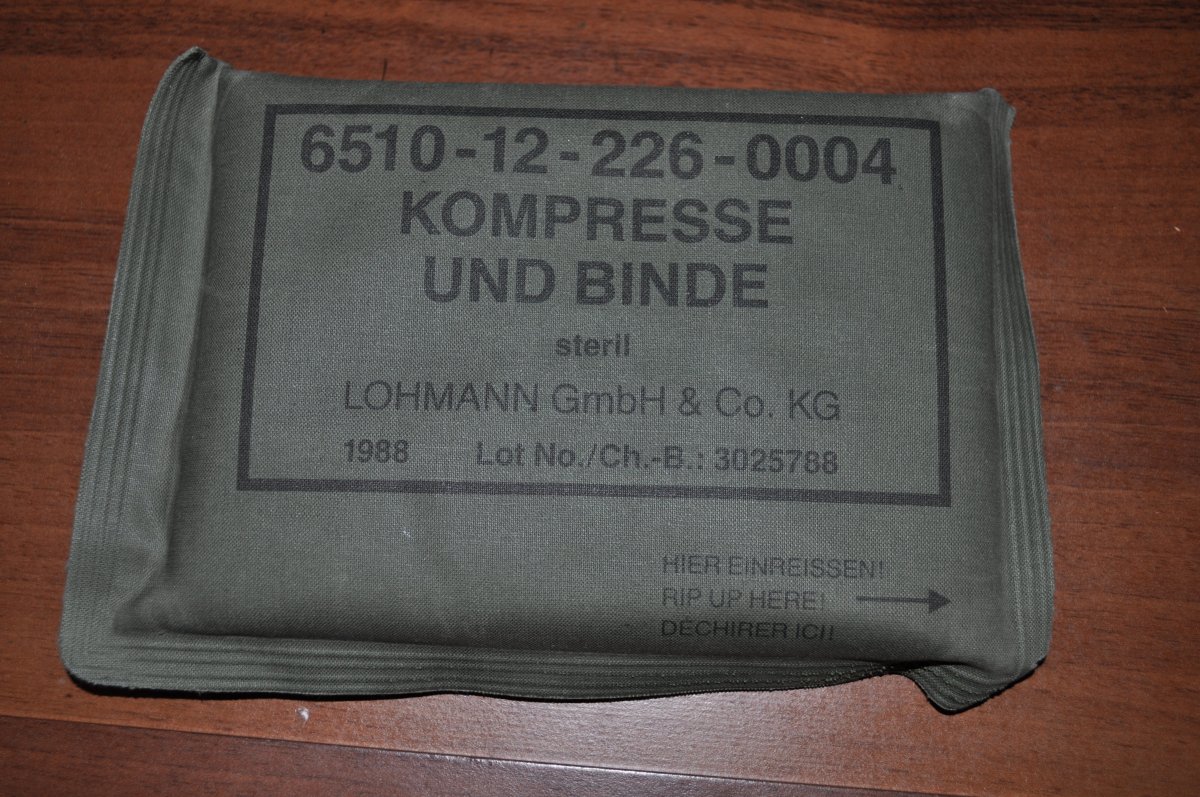 6510-12-226-0004
KOMPRESSE
UND BINDE
steril
LOHMANN GmbH & Co. KG
1988 Lot No./Ch.-B.: 3025788
HIER EINREISSEN!
RIP UP HERE!
DECHIRER ICI!